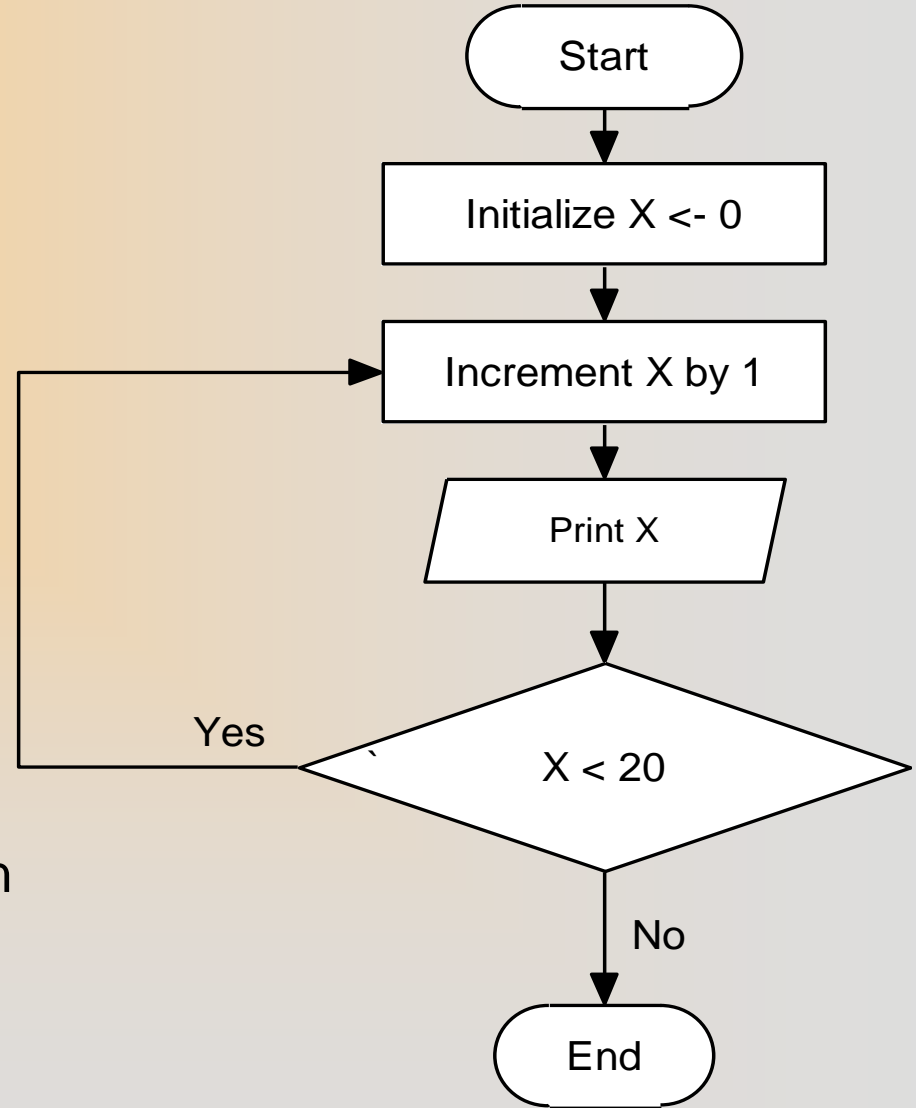 Start
Initialize X <- 0
Increment X by 1
Print X
Yes
`
X < 20
n
No
End